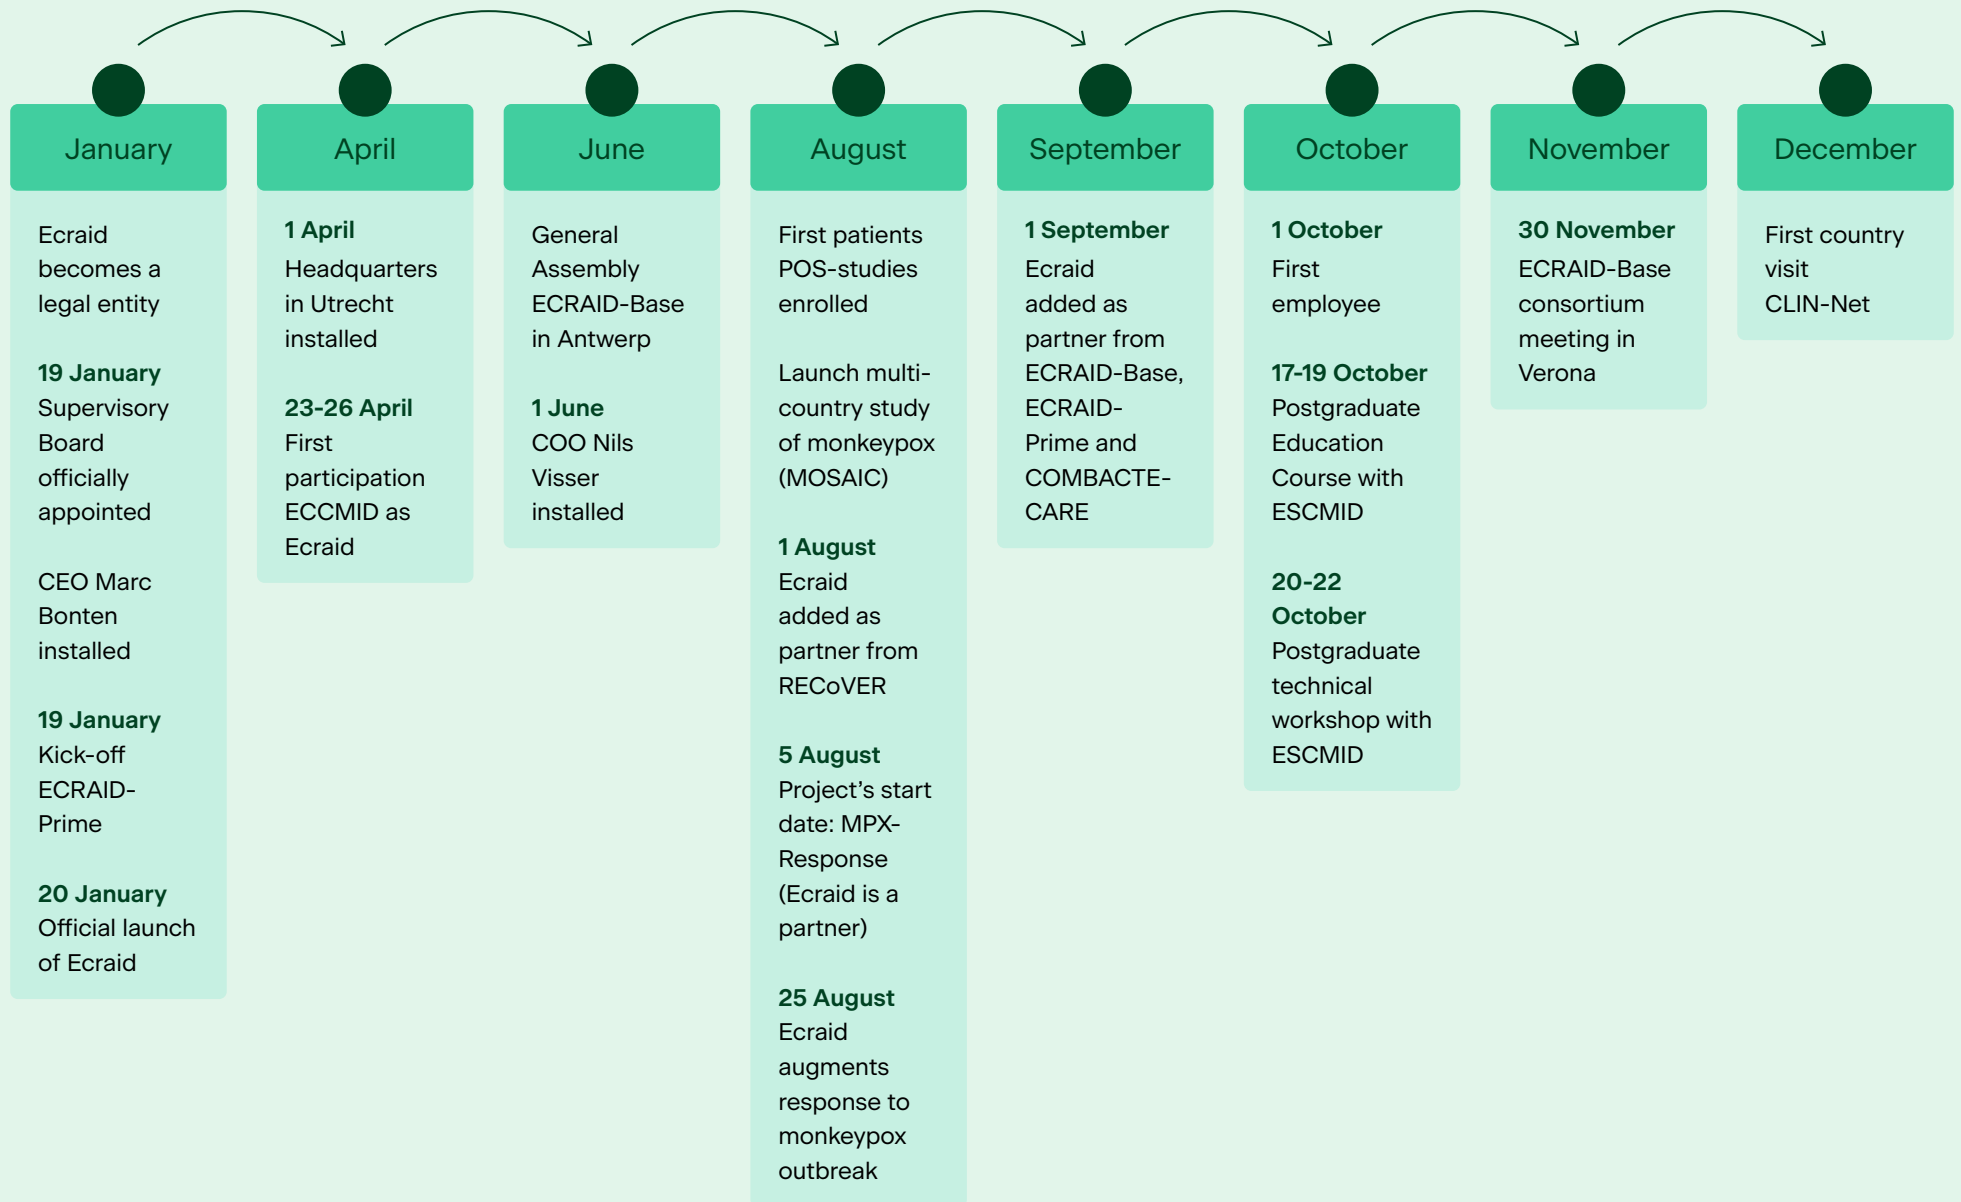 January
Ecraid
becomes a
legal entity
19 January
Supervisory
Board
officially
appointed
CEO Marc
Bonten
installed
19 January
Kick-off
ECRAID-
Prime
20 January
Official launch
of Ecraid
April
1 April
Headquarters
in Utrecht
installed
23-26 April
First
participation
ECCMID as
Ecraid
June
General
Assembly
ECRAID-Base
in Antwerp
1 June
COO Nils
Visser
installed
August
First patients
POS-studies
enrolled
Launch multi-
country study
of monkeypox
(MOSAIC)
1 August
Ecraid
added as
partner from
RECoVER
5 August
Project’s start
date: MPX-
Response
(Ecraid is a
partner)
25 August
Ecraid
augments
response to
monkeypox
outbreak
September
1 September
Ecraid
added as
partner from
ECRAID-Base,
ECRAID-
Prime and
COMBACTE-
CARE
October
1 October
First
employee
17-19 October
Postgraduate
Education
Course with
ESCMID
20-22
October
Postgraduate
technical
workshop with
ESCMID
November
30 November
ECRAID-Base
consortium
meeting in
Verona
December
First country
visit
CLIN-Net